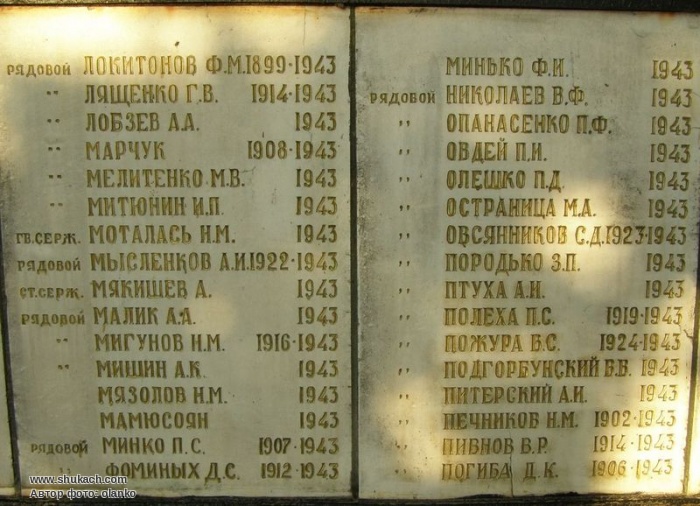 РЯДОВОЙ ЛОКИТОНОВ Ф.М. 1899-1943
" ЛЯЩЕНКО Г.В. 1914-1943
" ЛОБЗЕВ А.А. 1943
" МАРЧУК 1908-1943
" МЕЛИТЕНКО М.В. 1943
" МИТЮНИН И.П. 1943
ГВ.СЕРЖ. МОТАЛАСЬ Н.М. 1943
РЯДОВОЙ МЫСЛЕНКОВ А.И. 1922-1943
СТ.СЕРЖ. МЯКИШЕВ А. 1943
РЯДОВОЙ МАЛИК А.А. 1943
" МИГУНОВ Н.М. 1916-1943
" МИШИН А.К. 1943
МЯЗОЛОВ Н.М. 1943
МАМЮСОЯН 1943
РЯДОВОЙ МИНКО П.С. 1907-1943
" ФОМИНЫХ Д.С. 1912-1943
МИНЬКО Ф.И. 1943
РЯДОВОЙ НИКОЛАЕВ В.Ф. 1943
" ОПАНАСЕНКО П.Ф. 1943
" ОВДЕЙ П.И. 1943
" ОЛЕШКО П.Д. 1943
" ОСТРАНИЦА М.А. 1943
" ОВСЯННИКОВ С.Д. 1923-1943
" ПОРОДЬКО З.П. 1943
" ПТУХА А.И. 1943
" ПОЛЕХА П.С. 1919-1943
" ПОЖУРА В.С. 1924-1943
" ПОДГОРБУНСКИЙ В.В. 1943
" ПИТЕРСКИЙ А.И. 1943
" ПЕЧНИКОВ Н.М. 1902-1943
" ПИВНОВ В.Р. 1914-1943
" ПОГИБА Д.К. 1906-1943
www.shukach.com
Автор фото: olanko